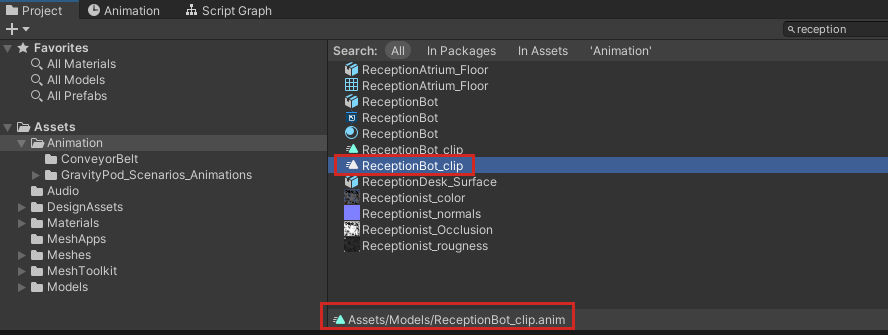 Project Animation Script Graph
reception
Favorites
All Materials
All Models
All Prefabs
Assets
Animation
ConveyorBelt
GravityPod_Scenarios_Animations
Audio
DesignAssets
Materials
MeshApps
Meshes
MeshToolkit
Models
Search: All In Packages In Assets 'Animation'
ReceptionAtrium_Floor
ReceptionAtrium_Floor
ReceptionBot
ReceptionBot
ReceptionBot
ReceptionBot_clip
ReceptionBot_clip
ReceptionDesk_Surface
Receptionist_color
Receptionist_normals
Receptionist_Occlusion
Receptionist_rougness
Assets/Models/ReceptionBot_clip.anim